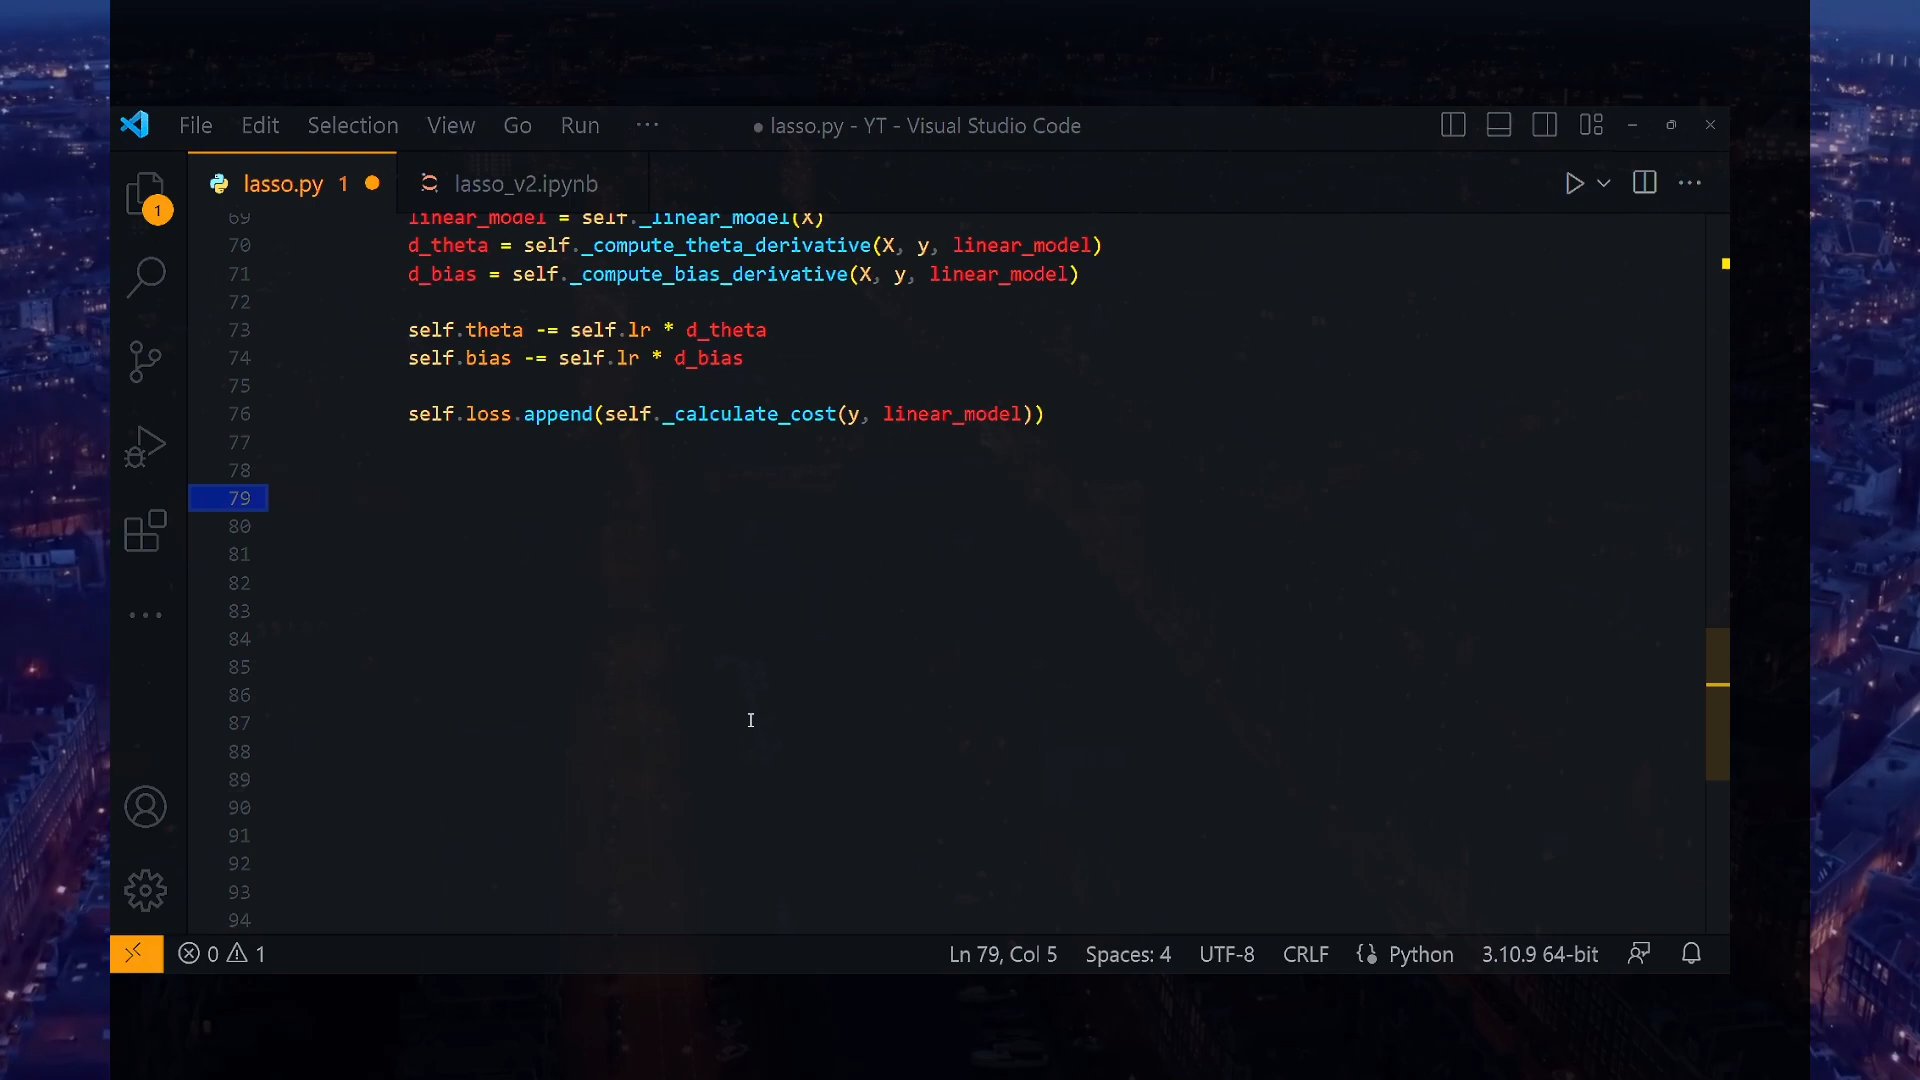 File Edit Selection View Go Run ···
● lasso.py - YT - Visual Studio Code
lasso.py 1
lasso_v2.ipynb
1
69 linear_model = self._linear_model(X)
70 d_theta = self._compute_theta_derivative(X, y, linear_model)
71 d_bias = self._compute_bias_derivative(X, y, linear_model)
72
73 self.theta -= self.lr * d_theta
74 self.bias -= self.lr * d_bias
75
76 self.loss.append(self._calculate_cost(y, linear_model))
77
78
79
80
81
82
83
84
85
86
87
88
89
90
91
92
93
94
0 1 Ln 79, Col 5 Spaces: 4 UTF-8 CRLF {} Python 3.10.9 64-bit